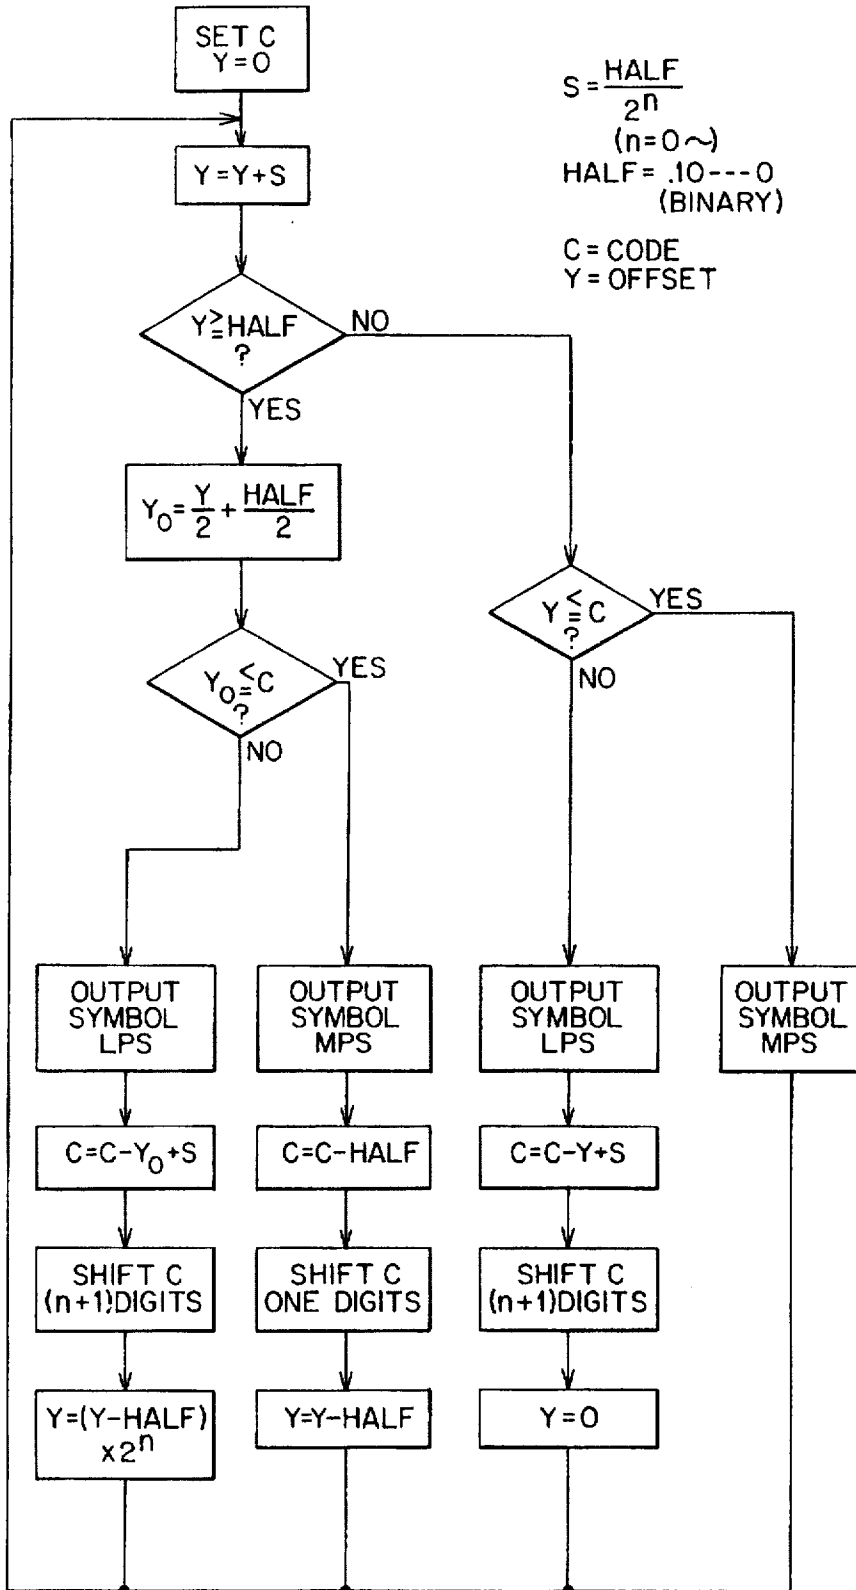 SET C
Y=0
S=HALF/2ⁿ
(n=0~)
HALF= .10---0
(BINARY)
C=CODE
Y=OFFSET
Y=Y+S
Y≧HALF
?
NO
YES
Y₀=Y/2+HALF/2
Y≦C
?
YES
NO
Y₀≦C
?
YES
NO
OUTPUT
SYMBOL
LPS
OUTPUT
SYMBOL
MPS
OUTPUT
SYMBOL
LPS
OUTPUT
SYMBOL
MPS
C=C-Y₀+S
C=C-HALF
C=C-Y+S
SHIFT C
(n+1)DIGITS
SHIFT C
ONE DIGITS
SHIFT C
(n+1)DIGITS
Y=(Y-HALF)
×2ⁿ
Y=Y-HALF
Y=0